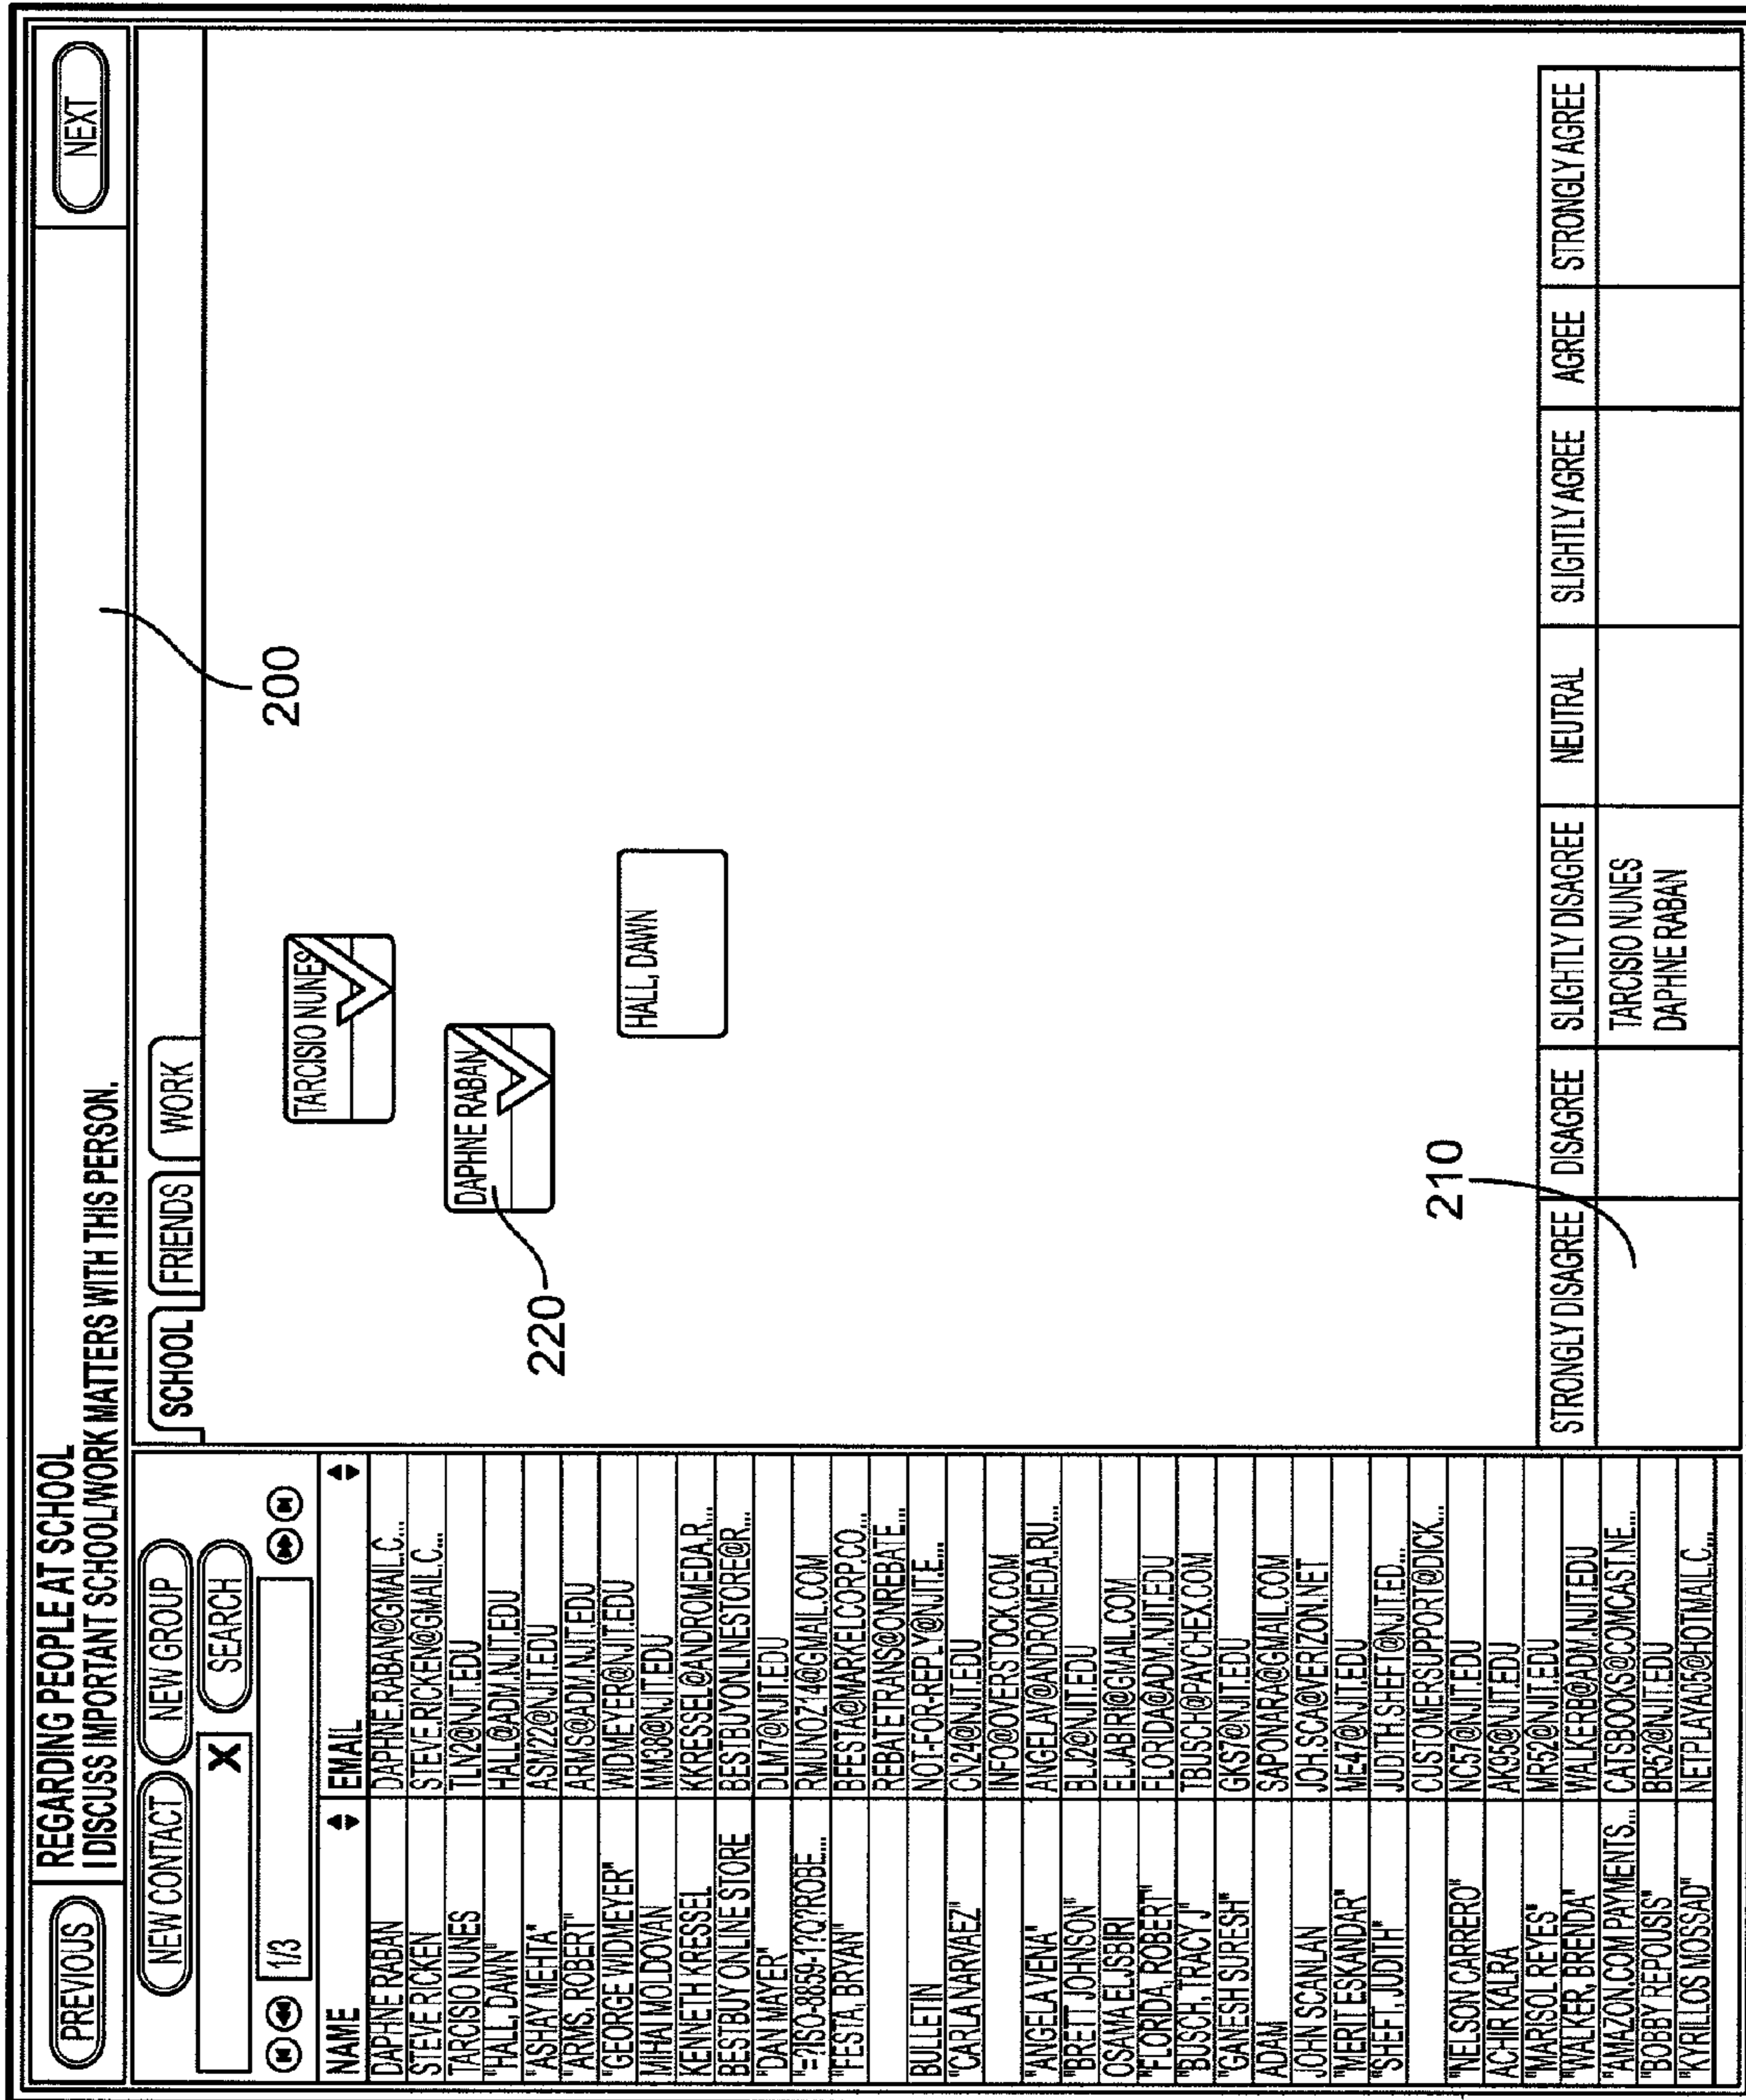 PREVIOUS
REGARDING PEOPLE AT SCHOOL
I DISCUSS IMPORTANT SCHOOL/WORK MATTERS WITH THIS PERSON.
NEXT
NEW CONTACT NEW GROUP
X SEARCH
1/3
NAME EMAIL
DAPHNE RABAN DAPHNE.RABAN@GMAIL.C...
STEVE RICKEN STEVE.RICKEN@GMAIL.C...
TARCISIO NUNES TLN2@NJIT.EDU
"HALL, DAWN" HALL@ADM.NJIT.EDU
"ASHAY MEHTA" ASM22@NJIT.EDU
"ARMS, ROBERT" ARMS@ADM.NJIT.EDU
"GEORGE WIDMEYER" WIDMEYER@NJIT.EDU
MIHAI MOLDOVAN MM38@NJIT.EDU
KENNETH KRESSEL KKRESSEL@ANDROMEDA.R...
BESTBUY ONLINE STORE BESTBUYONLINESTORE@R...
"DAN MAYER" DLM7@NJIT.EDU
"=?ISO-8859-1?Q?ROBE... RMUNOZ14@GMAIL.COM
"FESTA, BRYAN" BFESTA@MARKELCORP.CO...
REBATETRANS@ONREBATE...
BULLETIN NOT-FOR-REPLY@NJIT.E...
"CARLA NARVAEZ" CN24@NJIT.EDU
INFO@OVERSTOCK.COM
"ANGELA VENA" ANGELAV@ANDROMEDA.RU...
"BRETT JOHNSON" BLJ2@NJIT.EDU
OSAMA ELJSBIRI ELJABIRI@GMAIL.COM
"FLORIDA, ROBERT" FLORIDA@ADM.NJIT.EDU
"BUSCH, TRACY J" TBUSCH@PAYCHEX.COM
"GANESH SURESH" GKS7@NJIT.EDU
ADAM SAPONARA@GMAIL.COM
JOHN SCANLAN JOH.SCA@VERIZON.NET
"MERIT ESKANDAR" ME47@NJIT.EDU
"SHEFT, JUDITH" JUDITH SHEFT@NJIT.ED...
CUSTOMERSUPPORT@DICK...
"NELSON CARRERO" NC57@NJIT.EDU
ACHIR KALRA AK95@NJIT.EDU
"MARISOL REYES" MR52@NJIT.EDU
"WALKER, BRENDA" WALKERB@ADM.NJIT.EDU
"AMAZON.COM PAYMENTS... CATSBOOKS@COMCAST.NE...
"BOBBY REPOUSIS" BR52@NJIT.EDU
"KYRILLOS MOSSAD" NETPLAYA05@HOTMAIL.C...
SCHOOL FRIENDS WORK
200
TARCISIO NUNES
DAPHNE RABAN
220
HALL, DAWN
210
STRONGLY DISAGREE DISAGREE SLIGHTLY DISAGREE NEUTRAL SLIGHTLY AGREE AGREE STRONGLY AGREE
TARCISIO NUNES
DAPHNE RABAN